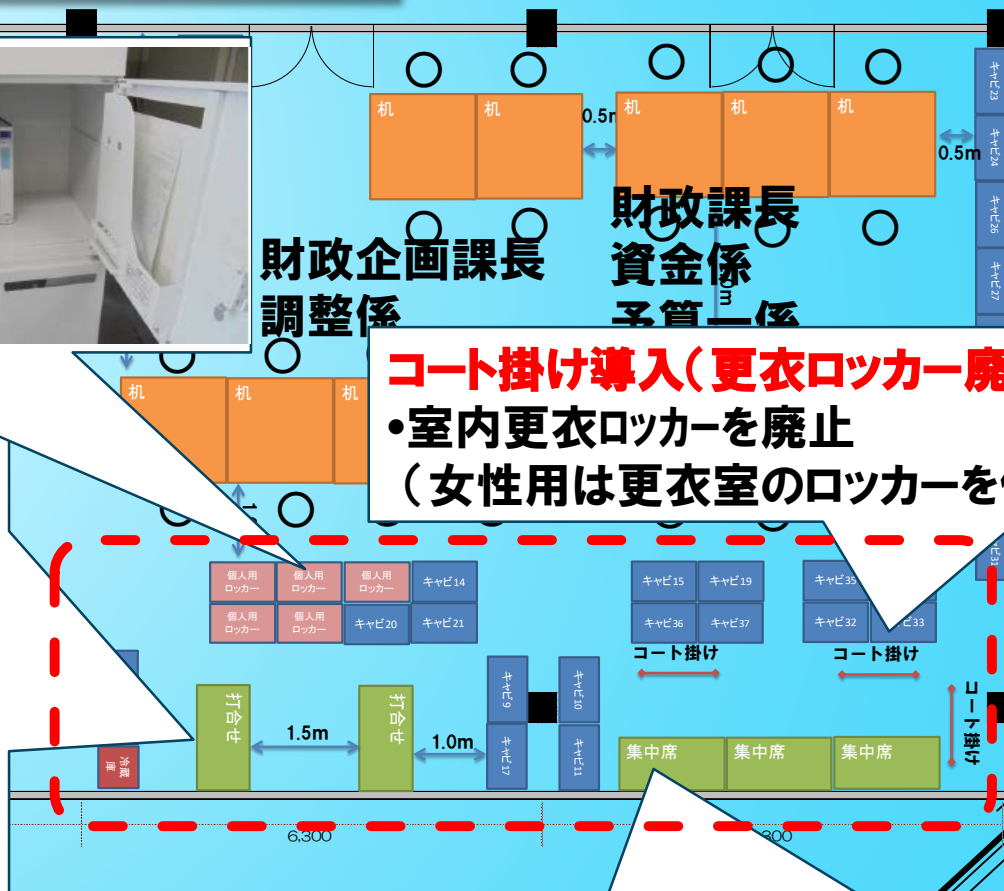 机
机
机
机
机
0.5m
0.5m
キャビ23
キャビ24
キャビ26
キャビ27
財政企画課長
調整係
財政課長
資金係
予算一係
机
机
机
コート掛け導入(更衣ロッカー廃
•室内更衣ロッカーを廃止
(女性用は更衣室のロッカーを
個人用
ロッカー
個人用
ロッカー
個人用
ロッカー
キャビ14
キャビ15
キャビ19
キャビ35
キャビ31
個人用
ロッカー
個人用
ロッカー
キャビ20
キャビ21
キャビ36
キャビ37
キャビ32
キャビ33
コート掛け
コート掛け
コート掛け
打合せ
1.5m
打合せ
1.0m
キャビ9
キャビ17
キャビ10
キャビ11
集中席
集中席
集中席
冷蔵
庫
6,300
300